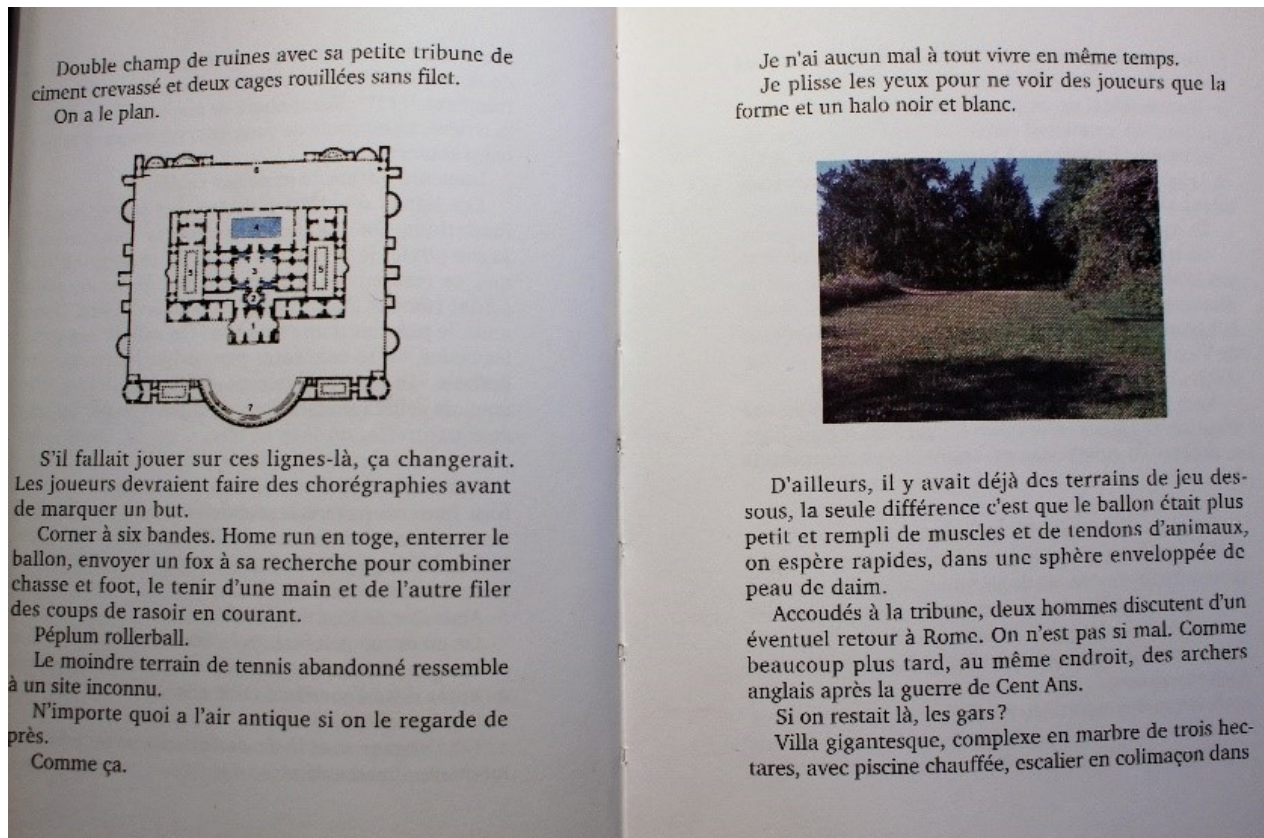 Double champ de ruines avec sa petite tribune de
ciment crevassé et deux cages rouillées sans filet.
On a le plan.
6
4
5
3
5
2
1
7
S'il fallait jouer sur ces lignes-là, ça changerait.
Les joueurs devraient faire des chorégraphies avant
de marquer un but.
Corner à six bandes. Home run en toge, enterrer le
ballon, envoyer un fox à sa recherche pour combiner
chasse et foot, le tenir d'une main et de l'autre filer
des coups de rasoir en courant.
Péplum rollerball.
Le moindre terrain de tennis abandonné ressemble
à un site inconnu.
N'importe quoi a l'air antique si on le regarde de
près.
Comme ça.
Je n'ai aucun mal à tout vivre en même temps.
Je plisse les yeux pour ne voir des joueurs que la
forme et un halo noir et blanc.
D'ailleurs, il y avait déjà des terrains de jeu des-
sous, la seule différence c'est que le ballon était plus
petit et rempli de muscles et de tendons d'animaux,
on espère rapides, dans une sphère enveloppée de
peau de daim.
Accoudés à la tribune, deux hommes discutent d'un
éventuel retour à Rome. On n'est pas si mal. Comme
beaucoup plus tard, au même endroit, des archers
anglais après la guerre de Cent Ans.
Si on restait là, les gars ?
Villa gigantesque, complexe en marbre de trois hec-
tares, avec piscine chauffée, escalier en colimaçon dans